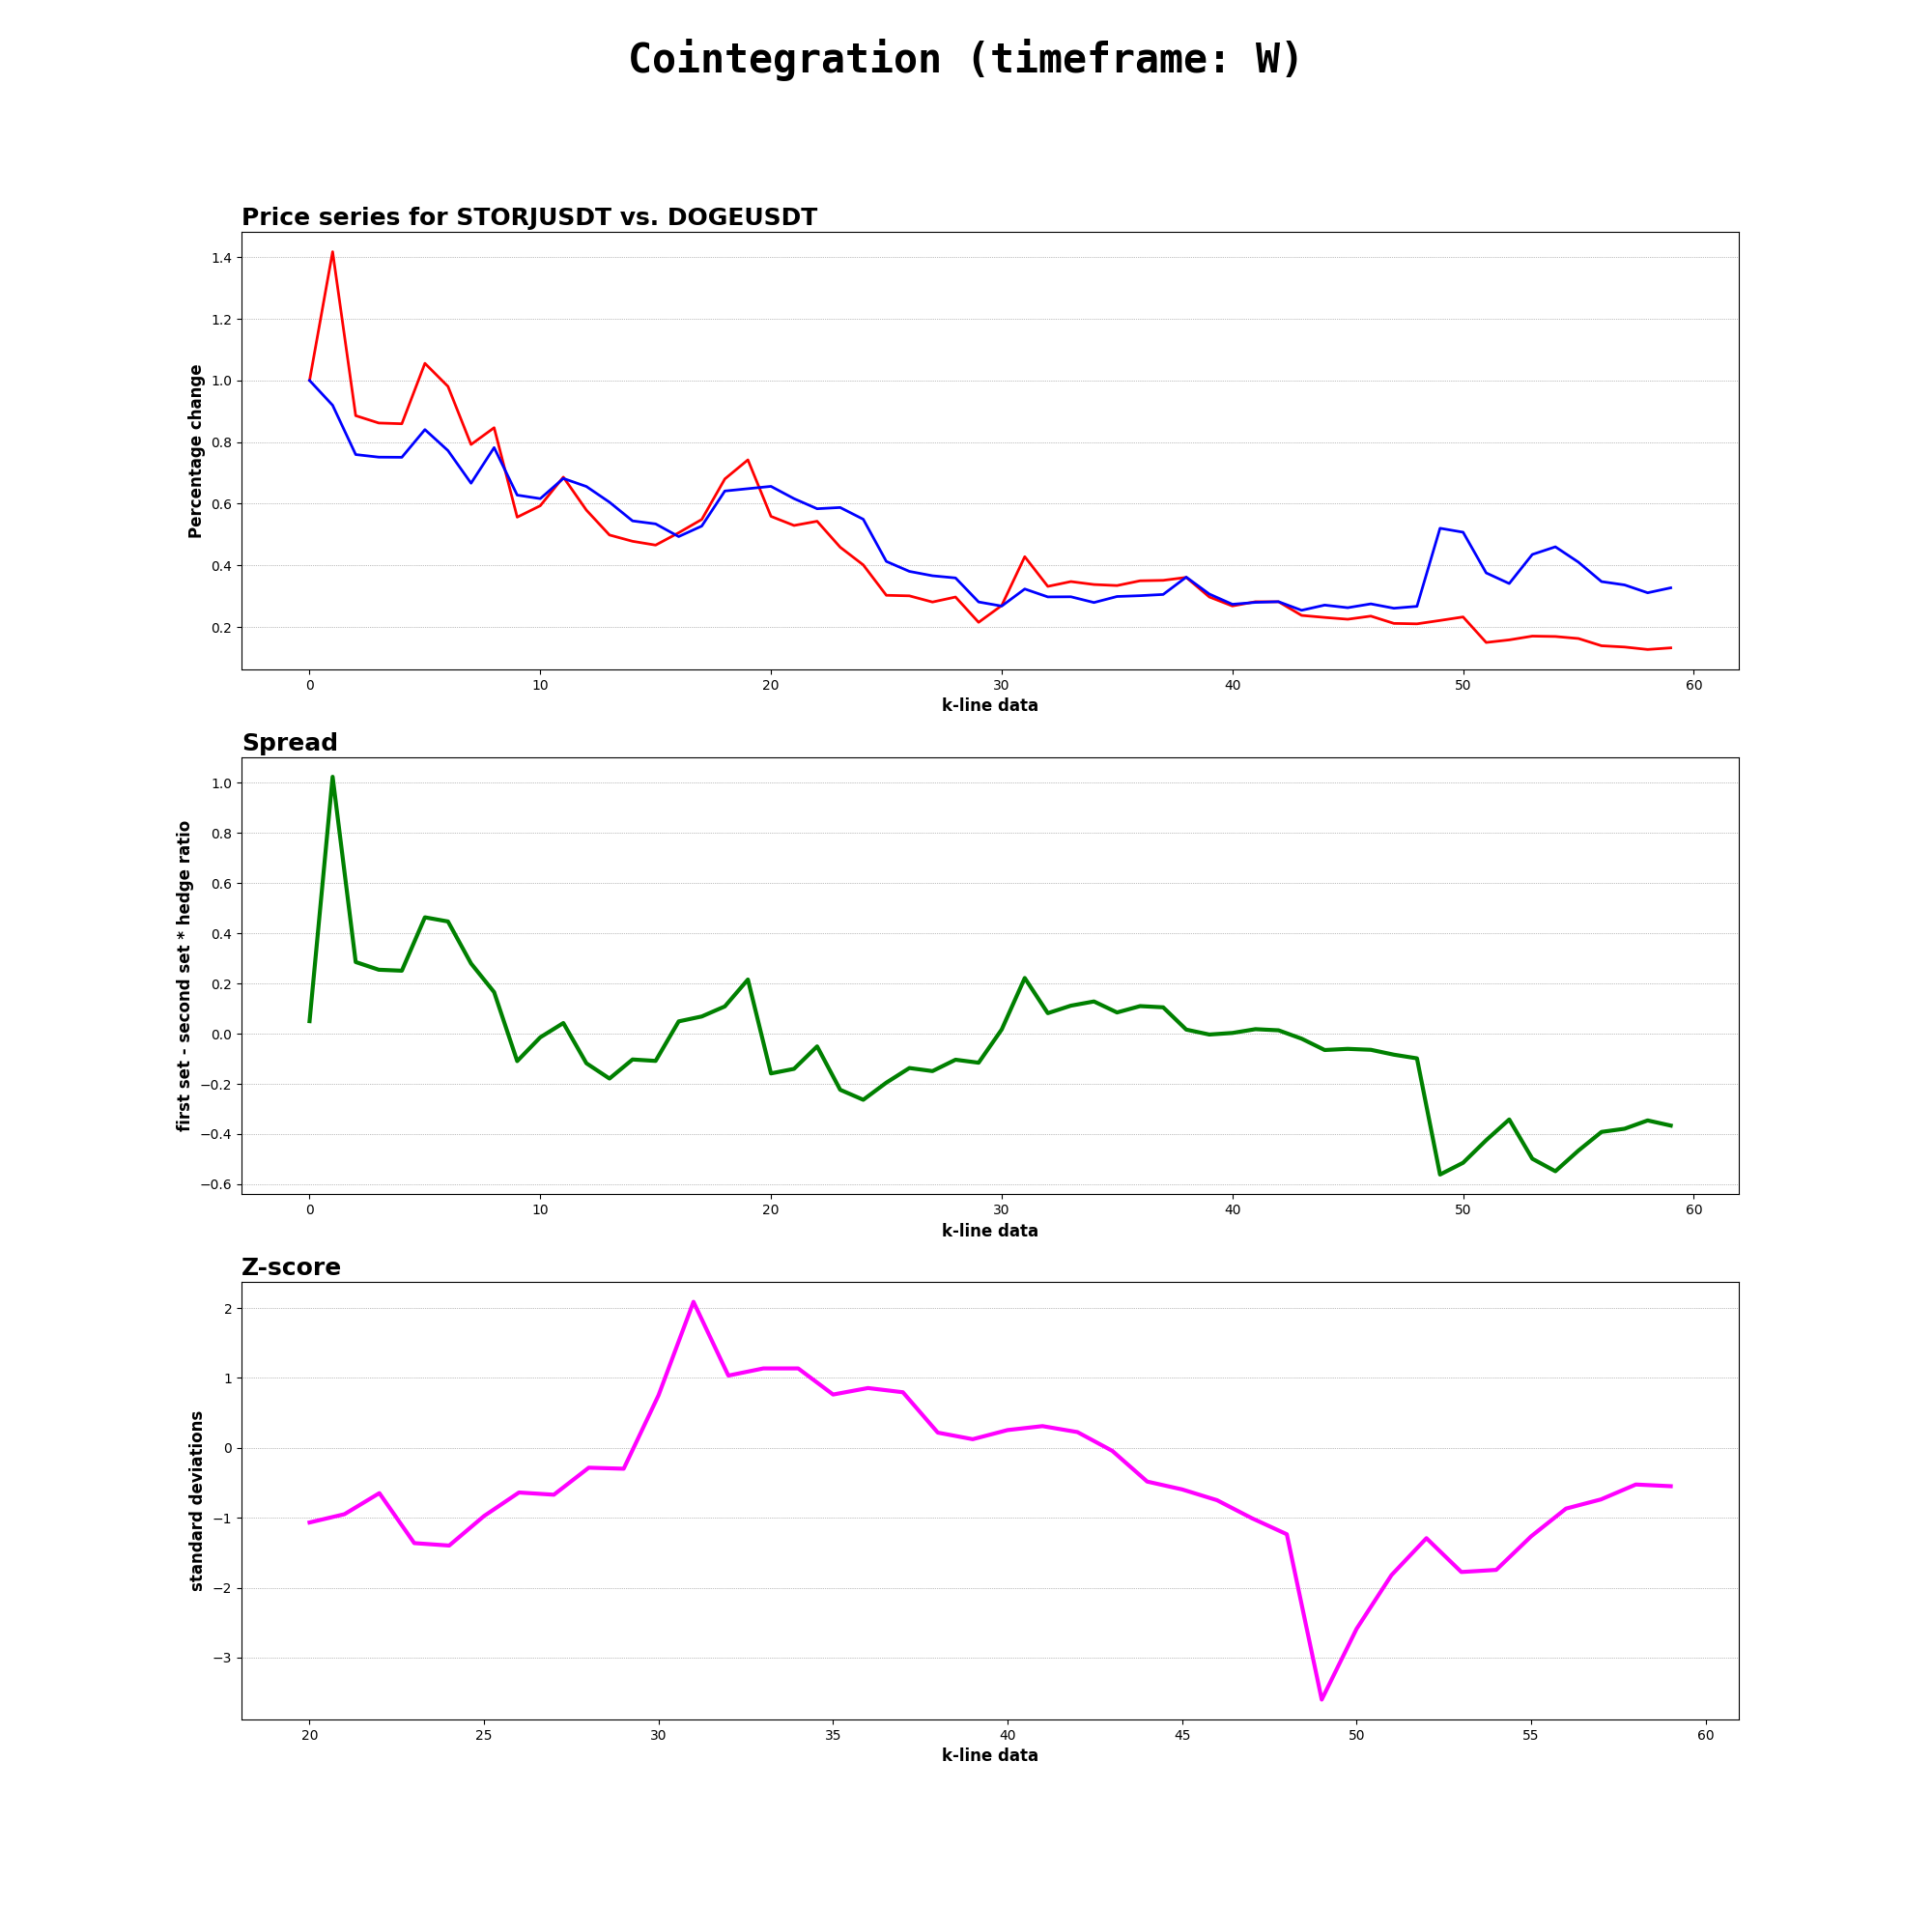 Cointegration (timeframe: W)
Price series for STORJUSDT vs. DOGEUSDT
Percentage change
1.4
1.2
1.0
0.8
0.6
0.4
0.2
0 10 20 30 40 50 60
k-line data
Spread
first set - second set * hedge ratio
1.0
0.8
0.6
0.4
0.2
0.0
−0.2
−0.4
−0.6
0 10 20 30 40 50 60
k-line data
Z-score
standard deviations
2
1
0
−1
−2
−3
20 25 30 35 40 45 50 55 60
k-line data